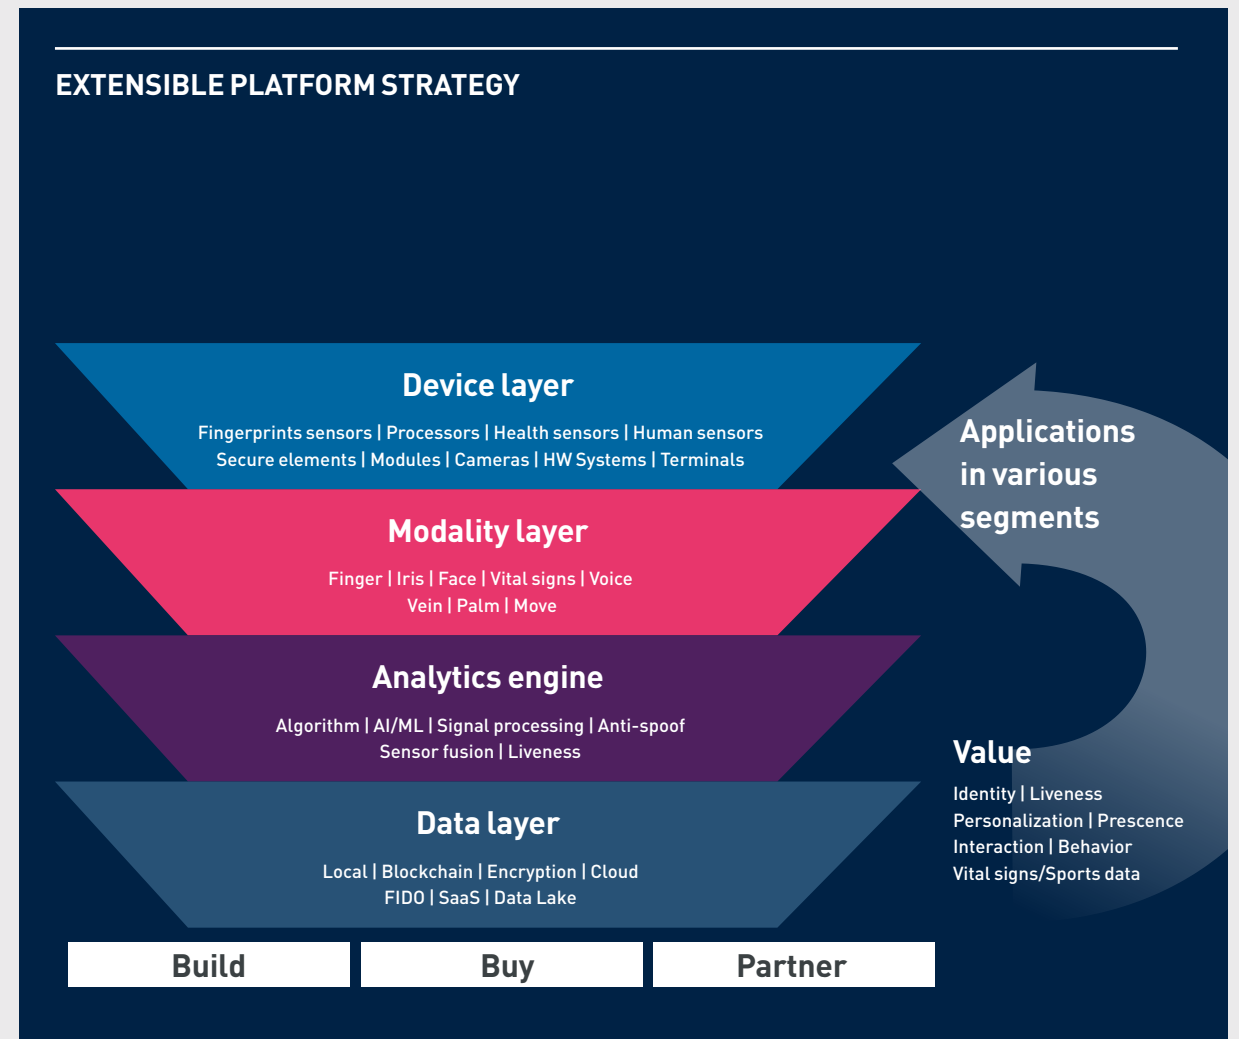 EXTENSIBLE PLATFORM STRATEGY
Device layer
Fingerprints sensors | Processors | Health sensors | Human sensors
Secure elements | Modules | Cameras | HW Systems | Terminals
Modality layer
Finger | Iris | Face | Vital signs | Voice
Vein | Palm | Move
Analytics engine
Algorithm | AI/ML | Signal processing | Anti-spoof
Sensor fusion | Liveness
Data layer
Local | Blockchain | Encryption | Cloud
FIDO | SaaS | Data Lake
Build
Buy
Partner
Applications
in various
segments
Value
Identity | Liveness
Personalization | Prescence
Interaction | Behavior
Vital signs/Sports data